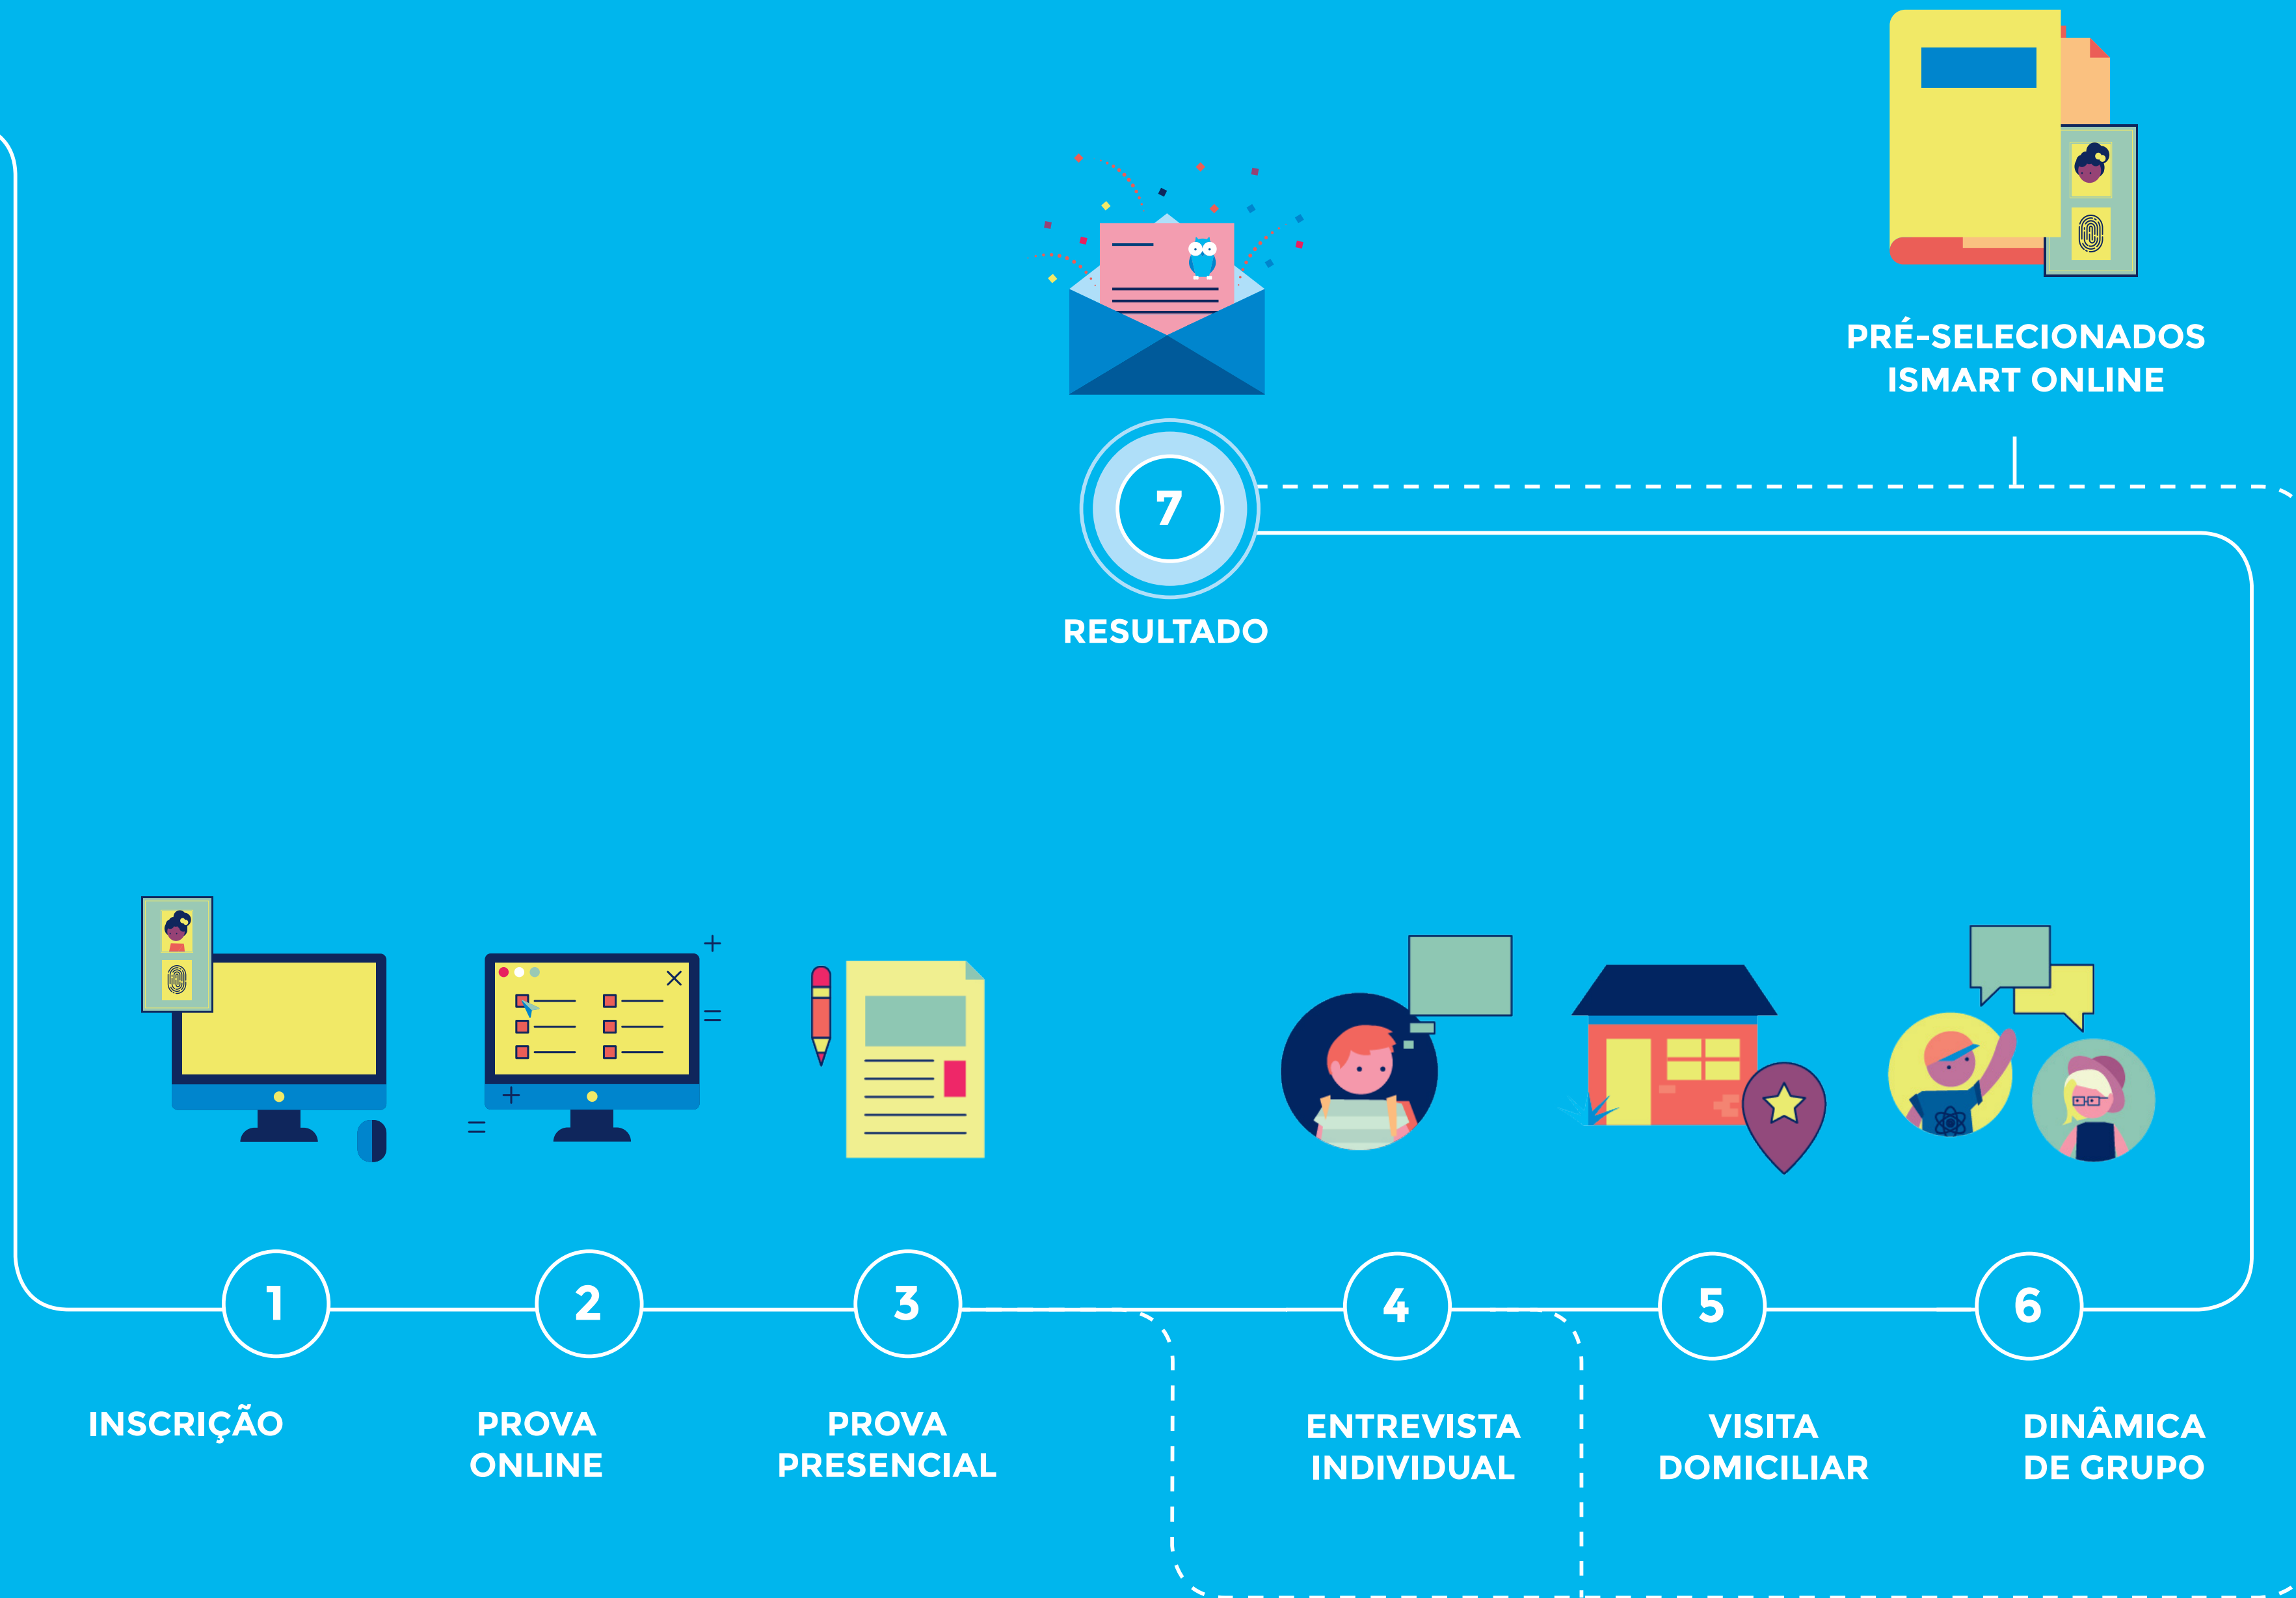 PRÉ-SELECIONADOS
ISMART ONLINE
7
RESULTADO
1
INSCRIÇÃO
2
PROVA
ONLINE
3
PROVA
PRESENCIAL
4
ENTREVISTA
INDIVIDUAL
5
VISITA
DOMICILIAR
6
DINÂMICA
DE GRUPO